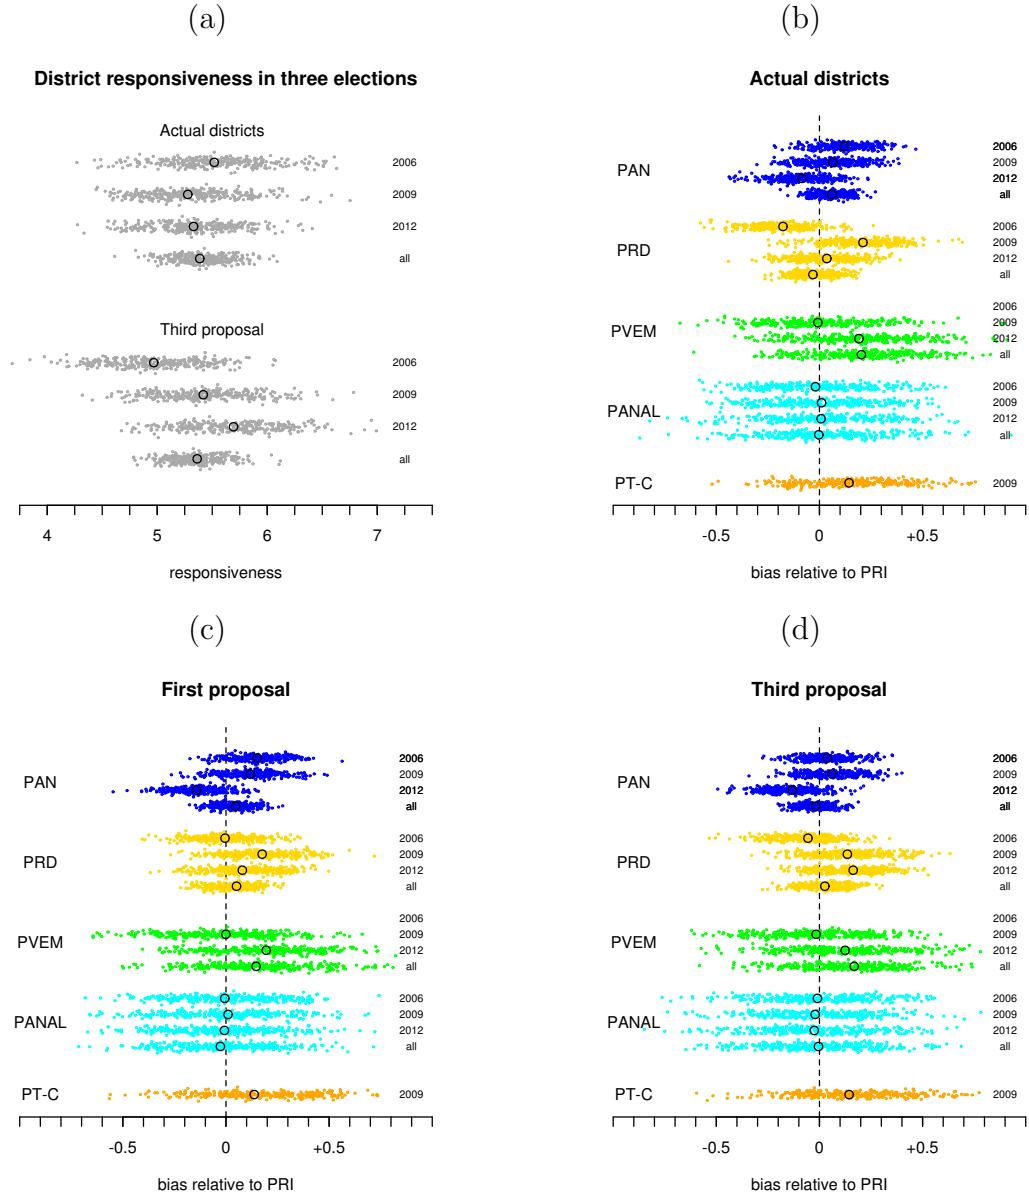 (a)
District responsiveness in three elections
Actual districts
2006
2009
2012
all
Third proposal
2006
2009
2012
all
4 5 6 7
responsiveness
(b)
Actual districts
PAN
2006
2009
2012
all
PRD
2006
2009
2012
all
PVEM
2006
2009
2012
all
PANAL
2006
2009
2012
all
PT-C
2009
-0.5 0 +0.5
bias relative to PRI
(c)
First proposal
PAN
2006
2009
2012
all
PRD
2006
2009
2012
all
PVEM
2006
2009
2012
all
PANAL
2006
2009
2012
all
PT-C
2009
-0.5 0 +0.5
bias relative to PRI
(d)
Third proposal
PAN
2006
2009
2012
all
PRD
2006
2009
2012
all
PVEM
2006
2009
2012
all
PANAL
2006
2009
2012
all
PT-C
2009
-0.5 0 +0.5
bias relative to PRI